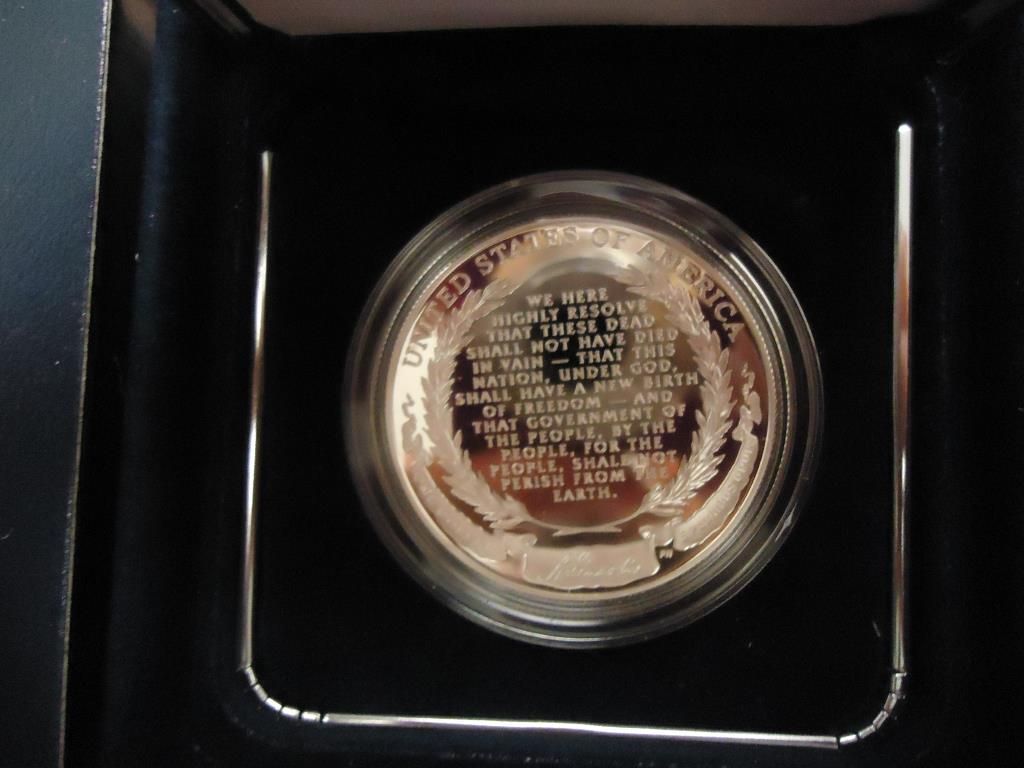 UNITED STATES OF AMERICA
WE HERE
HIGHLY RESOLVE
THAT THESE DEAD
SHALL NOT HAVE DIED
IN VAIN — THAT THIS
NATION, UNDER GOD,
SHALL HAVE A NEW BIRTH
OF FREEDOM — AND
THAT GOVERNMENT OF
THE PEOPLE, BY THE
PEOPLE, FOR THE
PEOPLE, SHALL NOT
PERISH FROM THE
EARTH.
A. Lincoln